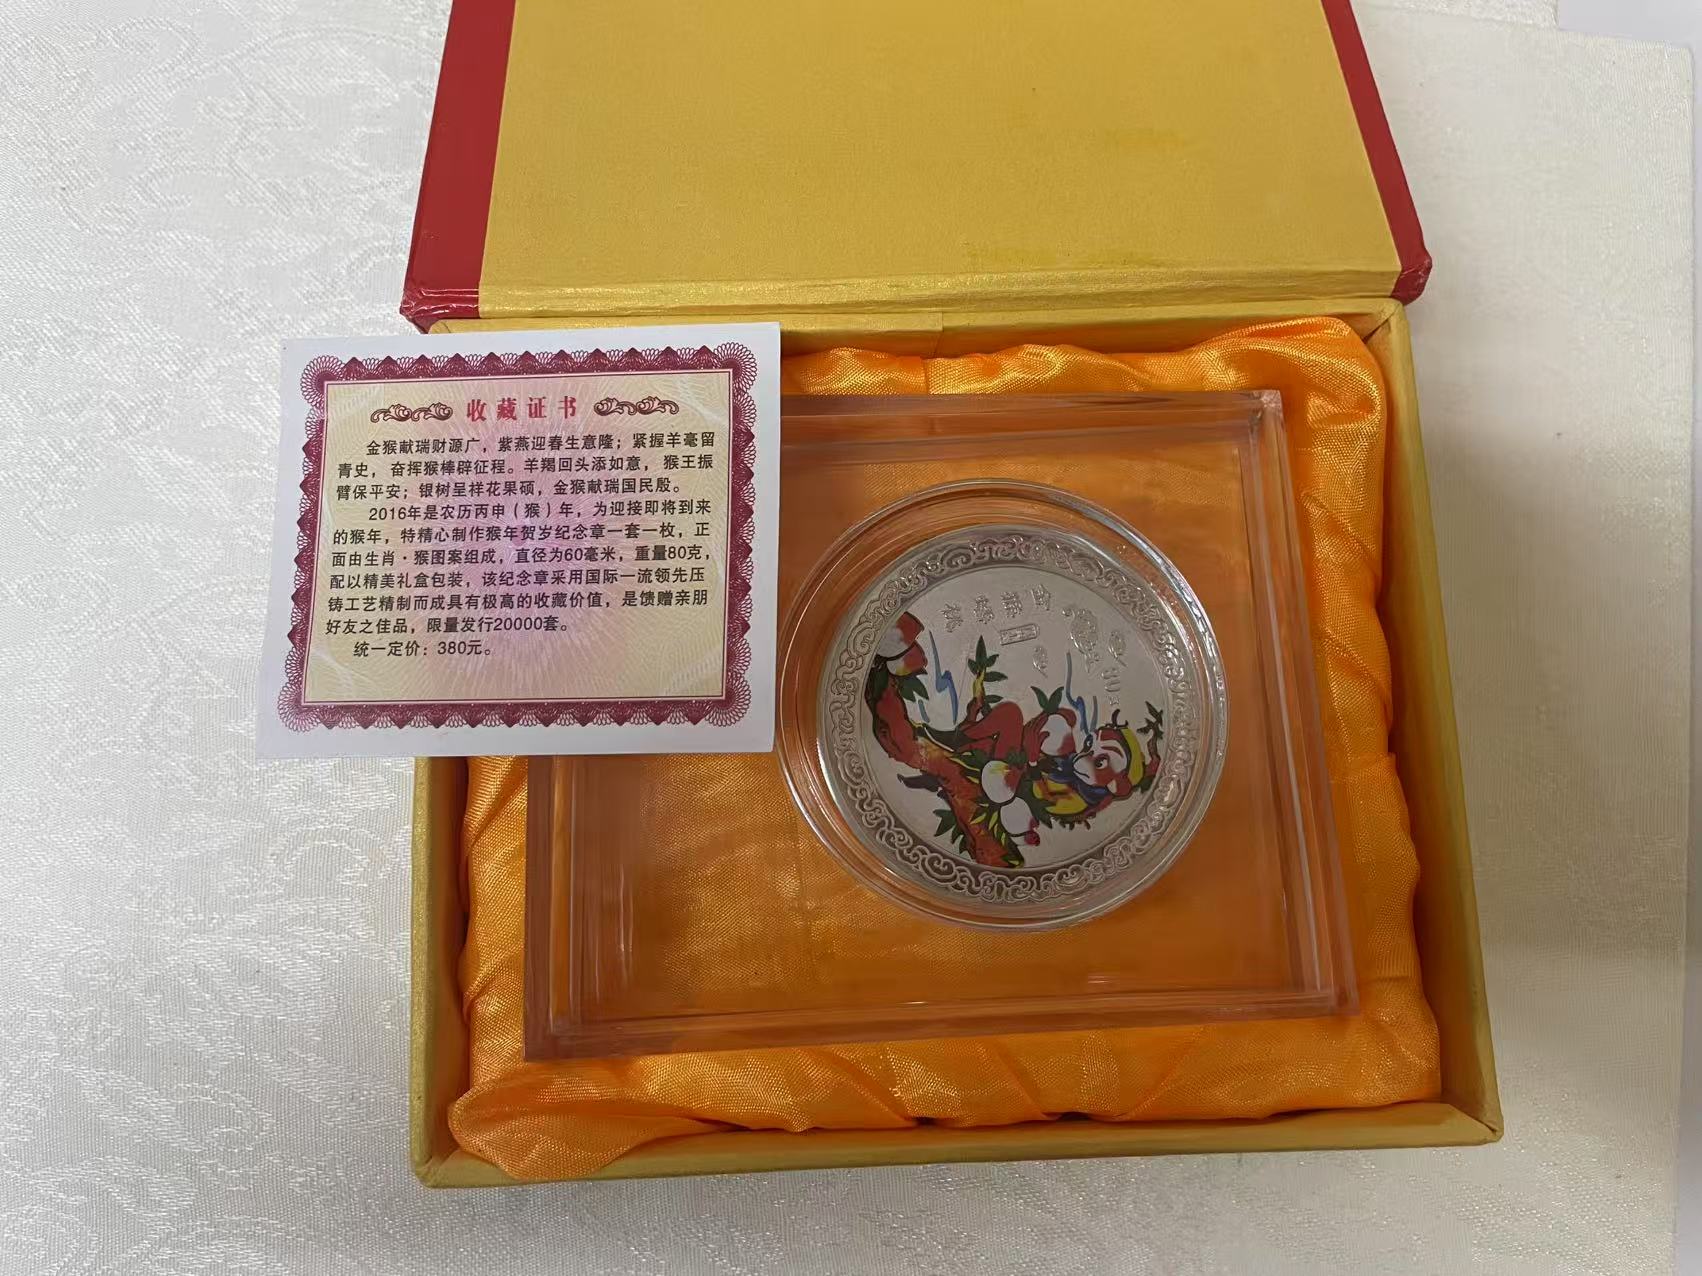 收藏证书
金猴献瑞财源广，紫燕迎春生意隆；紧握羊毫留
青史，奋挥猴棒辟征程。羊羯回头添如意，猴王振
臂保平安；银树呈祥花果硕，金猴献瑞国民殷。
2016年是农历丙申（猴）年，为迎接即将到来
的猴年，特精心制作猴年贺岁纪念章一套一枚，正
面由生肖·猴图案组成，直径为60毫米，重量80克，
配以精美礼盒包装，该纪念章采用国际一流领先压
铸工艺精制而成具有极高的收藏价值，是馈赠亲朋
好友之佳品，限量发行20000套。
统一定价：380元。